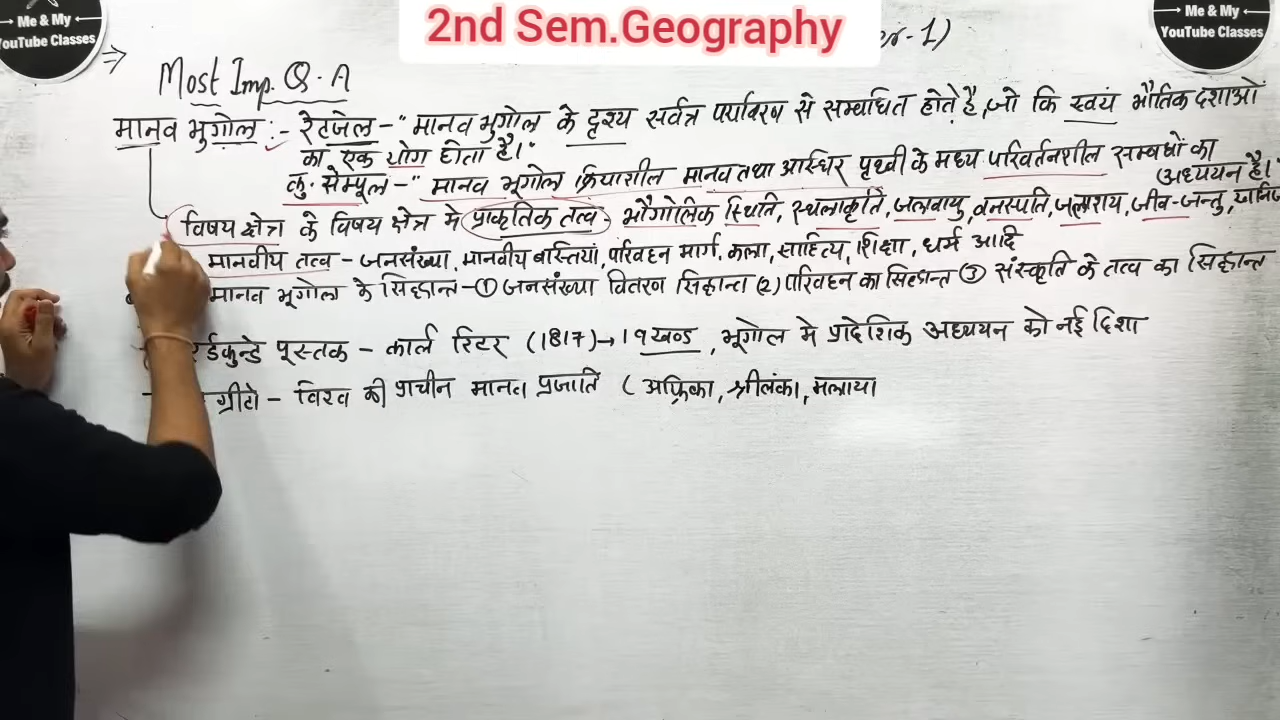 2nd Sem.Geography
Me & My
YouTube Classes
Me & My
YouTube Classes
-1)
Most Imp. Q.A
मानव भुगोल :- रेटजेल - "मानव भुगोल के दृश्य सर्वत्र पर्यावरण से सम्बाधित होते है, जो कि स्वयं भौतिक दशाओं
का एक योग होता है।"
कु. सेम्पूल - "मानव भूगोल क्रियाशील मानव तथा आस्थिर पृथ्वी के मध्य परिवर्तनशील सम्बधों का
अध्ययन है।"
विषय क्षेत्र के विषय क्षेत्र मे प्राकृतिक तत्व - भौगोलिक स्थिति, स्थलाकृति, जलवायु, वनस्पति, जलाशय, जीव-जन्तु, खनिज
मानवीय तत्व - जनसंख्या, मानवीय बस्तियां, परिवहन मार्ग, कला, साहित्य, शिक्षा, धर्म आदि
मानव भूगोल के सिद्धान्त - ① जनसंख्या वितरण सिद्धान्त (2) परिवहन का सिद्धान्त ③ संस्कृति के तत्व का सिद्धान्त
र्डकुन्डे पूस्तक - कार्ल रिटर (1817) → 19 खण्ड, भूगोल मे प्रादेशिक अध्ययन को नई दिशा
ग्रीटो - विश्व की प्राचीन मानव प्रजाति (अफ्रिका, श्रीलंका, मलाया